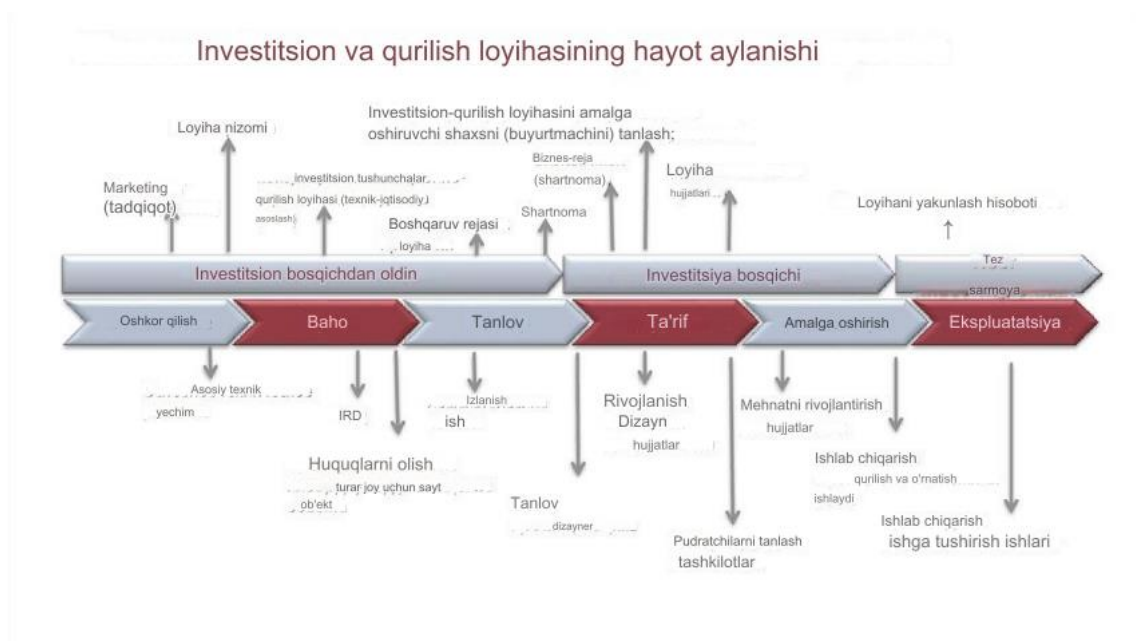 Investitsion va qurilish loyihasining hayot aylanishi
Investitsion-qurilish loyihasini amalga
oshiruvchi shaxsni (buyurtmachini) tanlash;
Loyiha nizomi
Marketing
(tadqiqot)
investitsion tushunchalar
qurilish loyihasi (texnik-iqtisodiy
asoslash)
Boshqaruv rejasi
loyiha
Shartnoma
Biznes-reja
(shartnoma)
Loyiha
hujjatlari
Loyihani yakunlash hisoboti
Investitsion bosqichdan oldin
Investitsiya bosqichi
Tez
sarmoya
Oshkor qilish
Baho
Tanlov
Ta'rif
Amalga oshirish
Ekspluatatsiya
Asosiy texnik
yechim
IRD
Huquqlarni olish
turar joy uchun sayt
ob'ekt
Izlanish
ish
Tanlov
dizayner
Rivojlanish
Dizayn
hujjatlar
Pudratchilarni tanlash
tashkilotlar
Mehnatni rivojlantirish
hujjatlar
Ishlab chiqarish
qurilish va o'rnatish
ishlaydi
Ishlab chiqarish
ishga tushirish ishlari